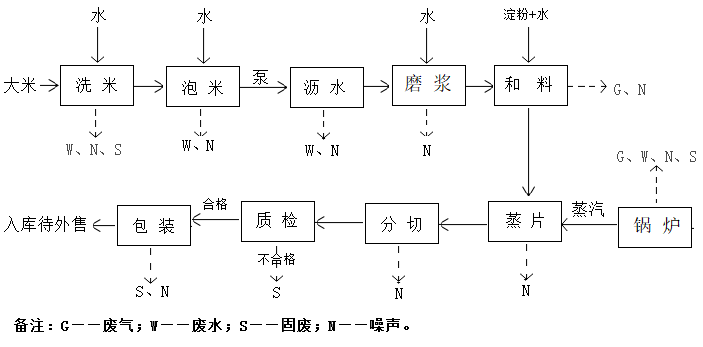 水 水 水 淀粉+水
大米 洗米 泡米 泵 沥水 磨浆 和料 G、N
W、N、S W、N W、N N
G、W、N、S
入库待外售 包装 合格 质检 分切 蒸片 蒸汽 锅炉
不合格
S、N S N N
备注：G——废气；W——废水；S——固废；N——噪声。